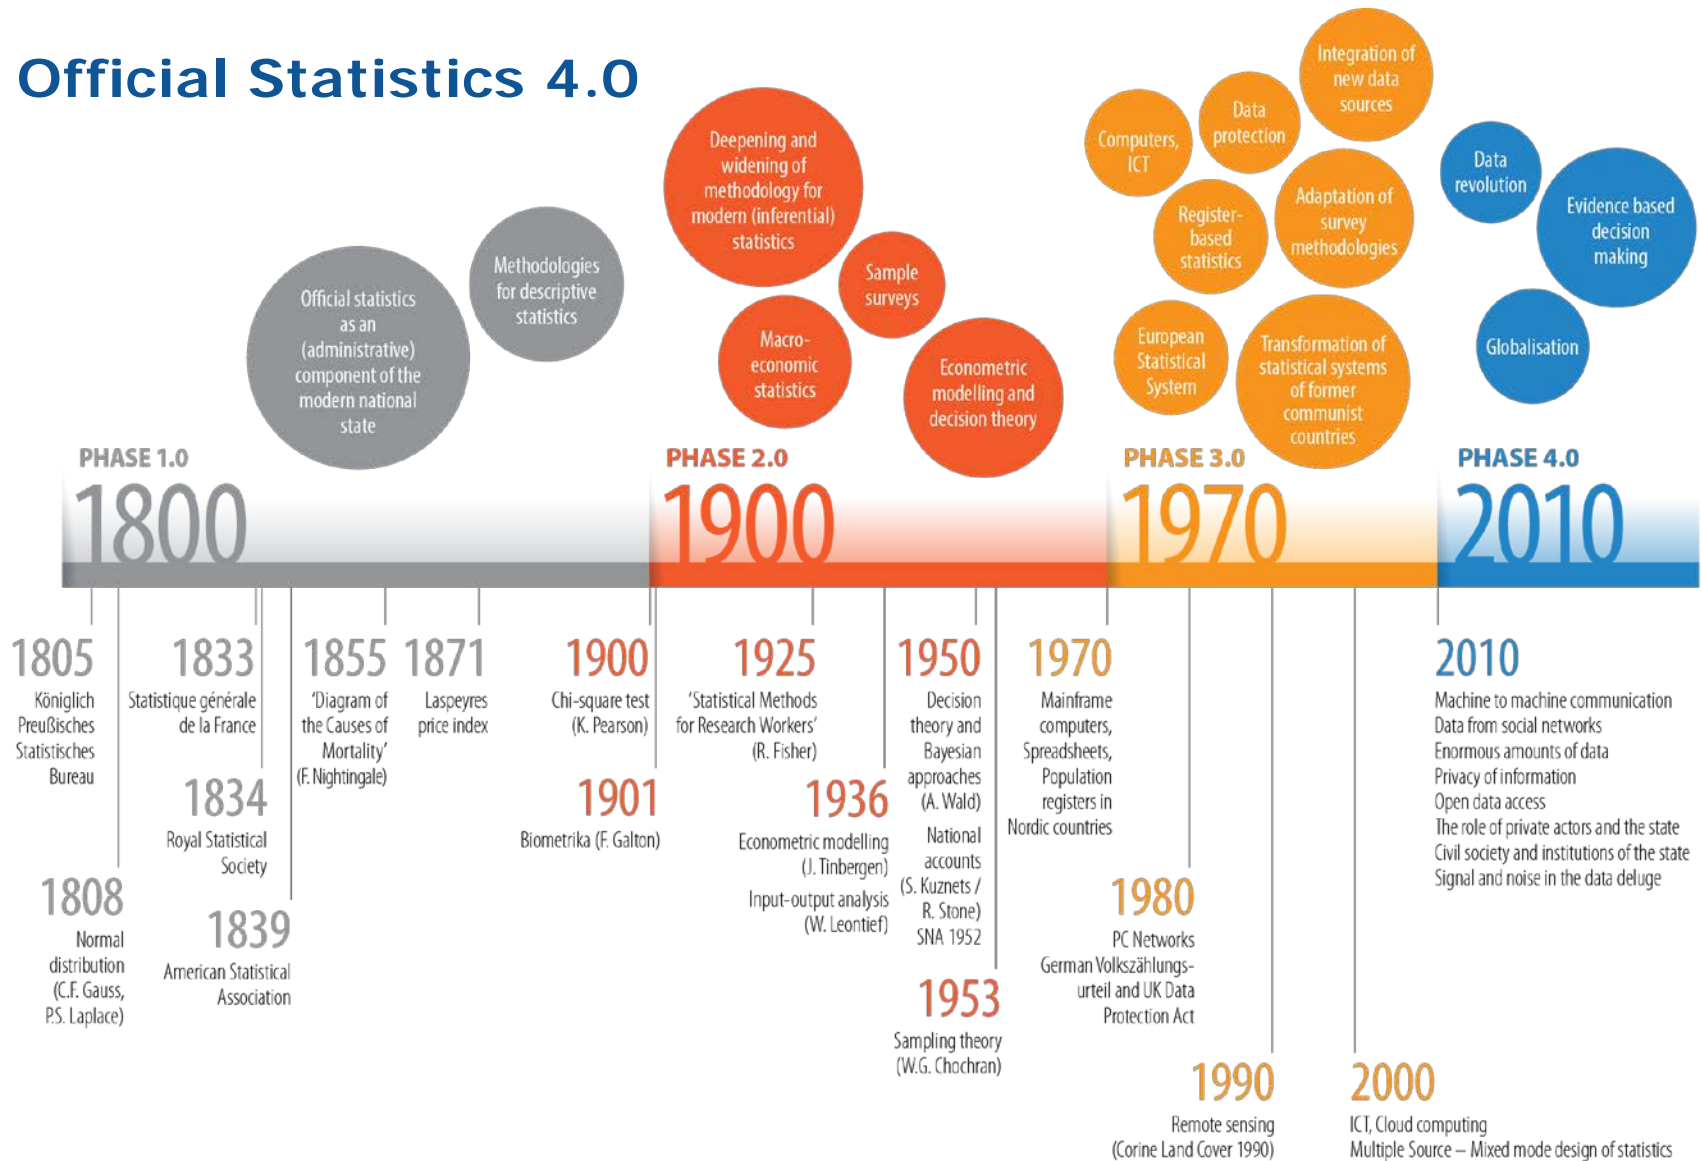 Official Statistics 4.0
Official statistics
as an
(administrative)
component of the
modern national
state
Methodologies
for descriptive
statistics
Deepening and
widening of
methodology for
modern (inferential)
statistics
Sample
surveys
Macro-
economic
statistics
Econometric
modelling and
decision theory
Computers,
ICT
Data
protection
Integration of
new data
sources
Register-
based
statistics
Adaptation of
survey
methodologies
European
Statistical
System
Transformation of
statistical systems
of former
communist
countries
Data
revolution
Evidence based
decision
making
Globalisation
PHASE 1.0
1800
PHASE 2.0
1900
PHASE 3.0
1970
PHASE 4.0
2010
1805
Königlich
Preußisches
Statistisches
Bureau
1808
Normal
distribution
(C.F. Gauss,
P.S. Laplace)
1833
Statistique générale
de la France
1834
Royal Statistical
Society
1839
American Statistical
Association
1855
'Diagram of
the Causes of
Mortality'
(F. Nightingale)
1871
Laspeyres
price index
1900
Chi-square test
(K. Pearson)
1901
Biometrika (F. Galton)
1925
'Statistical Methods
for Research Workers'
(R. Fisher)
1936
Econometric modelling
(J. Tinbergen)
Input-output analysis
(W. Leontief)
1950
Decision
theory and
Bayesian
approaches
(A. Wald)
National
accounts
(S. Kuznets /
R. Stone)
SNA 1952
1953
Sampling theory
(W.G. Chochran)
1970
Mainframe
computers,
Spreadsheets,
Population
registers in
Nordic countries
1980
PC Networks
German Volkszählungs-
urteil and UK Data
Protection Act
1990
Remote sensing
(Corine Land Cover 1990)
2000
ICT, Cloud computing
Multiple Source – Mixed mode design of statistics
2010
Machine to machine communication
Data from social networks
Enormous amounts of data
Privacy of information
Open data access
The role of private actors and the state
Civil society and institutions of the state
Signal and noise in the data deluge